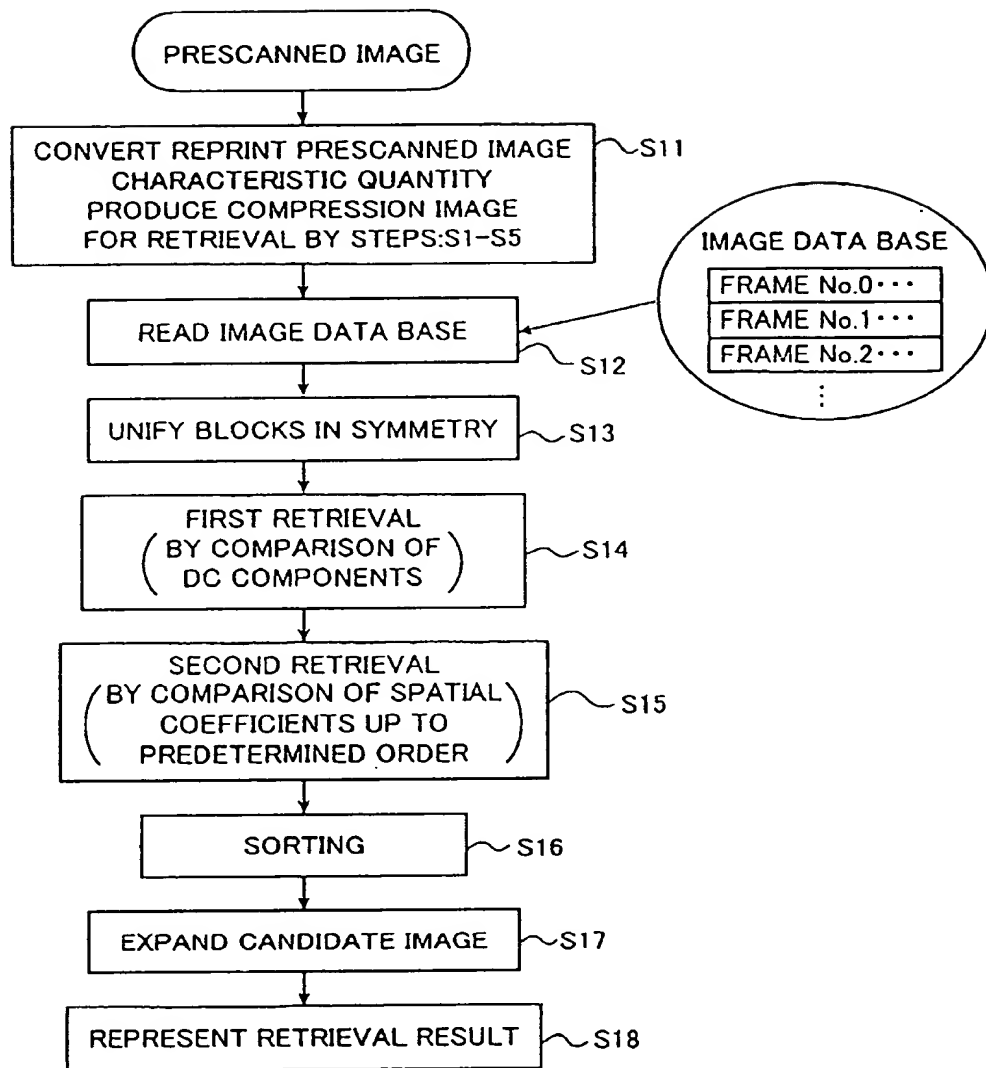 PRESCANNED IMAGE
CONVERT REPRINT PRESCANNED IMAGE
CHARACTERISTIC QUANTITY
PRODUCE COMPRESSION IMAGE
FOR RETRIEVAL BY STEPS:S1-S5
S11
IMAGE DATA BASE
FRAME No.0···
FRAME No.1···
FRAME No.2···
⋮
READ IMAGE DATA BASE
S12
UNIFY BLOCKS IN SYMMETRY
S13
FIRST RETRIEVAL
(BY COMPARISON OF
DC COMPONENTS)
S14
SECOND RETRIEVAL
(BY COMPARISON OF SPATIAL
COEFFICIENTS UP TO
PREDETERMINED ORDER)
S15
SORTING
S16
EXPAND CANDIDATE IMAGE
S17
REPRESENT RETRIEVAL RESULT
S18